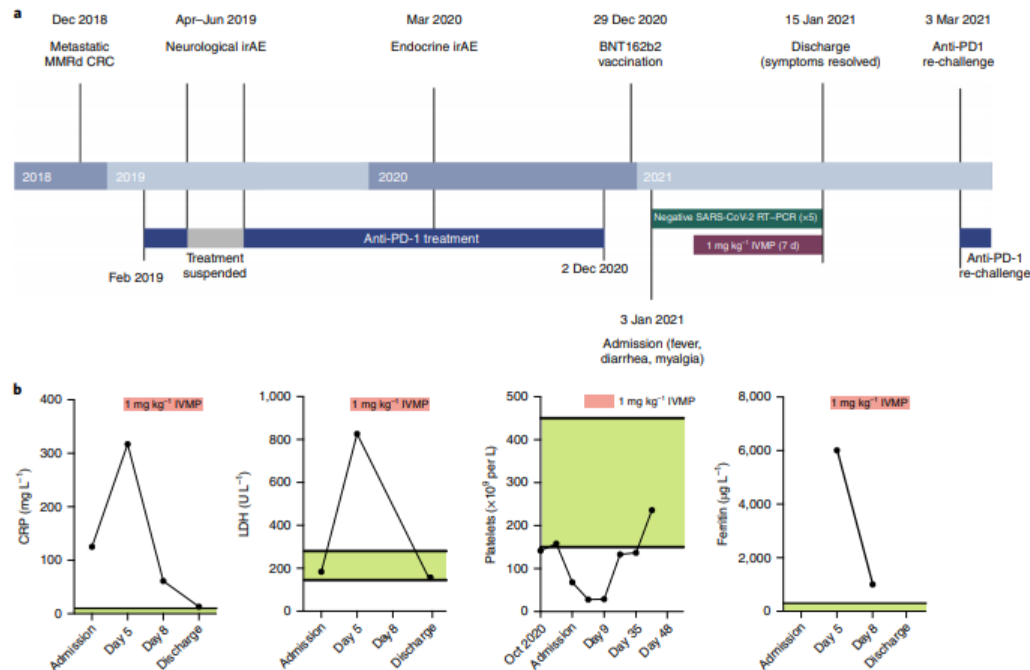 a
Dec 2018
Apr–Jun 2019
Mar 2020
29 Dec 2020
15 Jan 2021
3 Mar 2021
Metastatic
MMRd CRC
Neurological irAE
Endocrine irAE
BNT162b2
vaccination
Discharge
(symptoms resolved)
Anti-PD1
re-challenge
2018
2019
2020
2021
Negative SARS-CoV-2 RT–PCR (×5)
Anti-PD-1 treatment
1 mg kg⁻¹ IVMP (7 d)
Feb 2019
Treatment
suspended
2 Dec 2020
Anti-PD-1
re-challenge
3 Jan 2021
Admission (fever,
diarrhea, myalgia)
b
1 mg kg⁻¹ IVMP
CRP (mg L⁻¹)
400
300
200
100
0
Admission
Day 5
Day 8
Discharge
1 mg kg⁻¹ IVMP
LDH (U L⁻¹)
1,000
800
600
400
200
0
Admission
Day 5
Day 8
Discharge
1 mg kg⁻¹ IVMP
Platelets (×10⁹ per L)
500
400
300
200
100
0
Oct 2020
Admission
Day 9
Day 35
Day 48
1 mg kg⁻¹ IVMP
Ferritin (µg L⁻¹)
8,000
6,000
4,000
2,000
0
Admission
Day 5
Day 8
Discharge